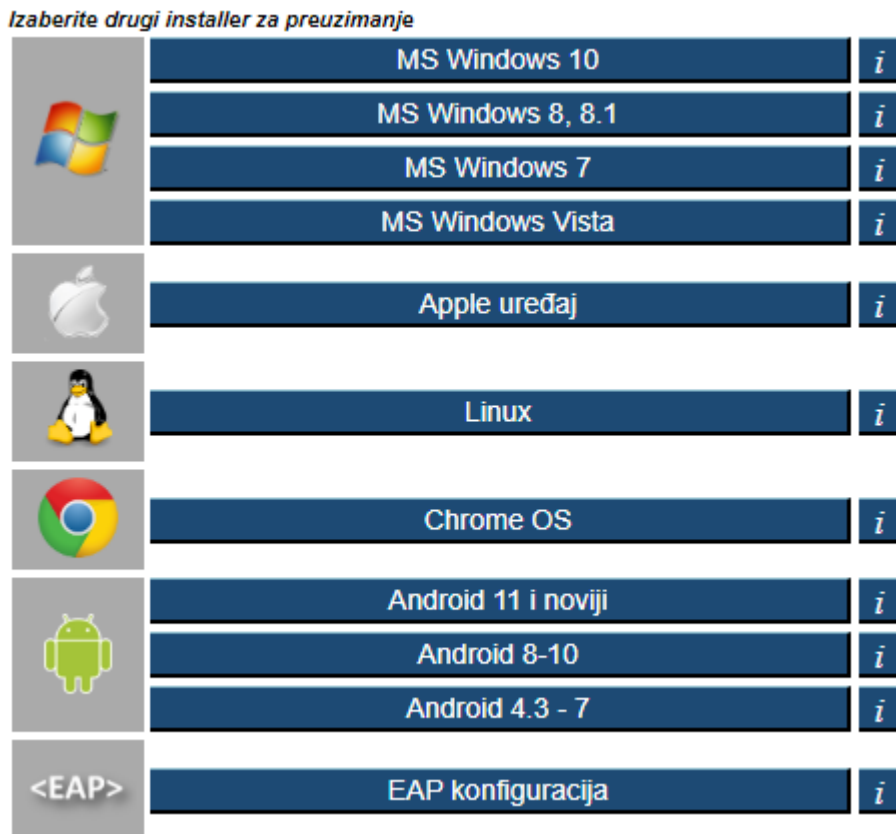 Izaberite drugi installer za preuzimanje
MS Windows 10
i
MS Windows 8, 8.1
i
MS Windows 7
i
MS Windows Vista
i
Apple uređaj
i
Linux
i
Chrome OS
i
Android 11 i noviji
i
Android 8-10
i
Android 4.3 - 7
i
<EAP>
EAP konfiguracija
i